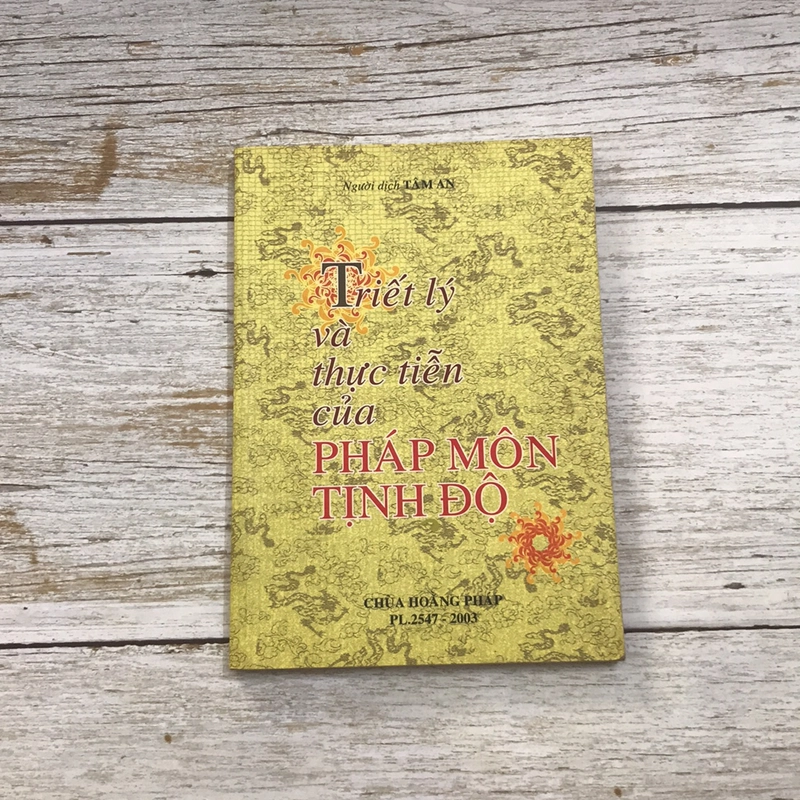 Người dịch TÂM AN
Triết lý
và
thực tiễn
của
PHÁP MÔN
TỊNH ĐỘ
CHÙA HOẰNG PHÁP
PL.2547 - 2003